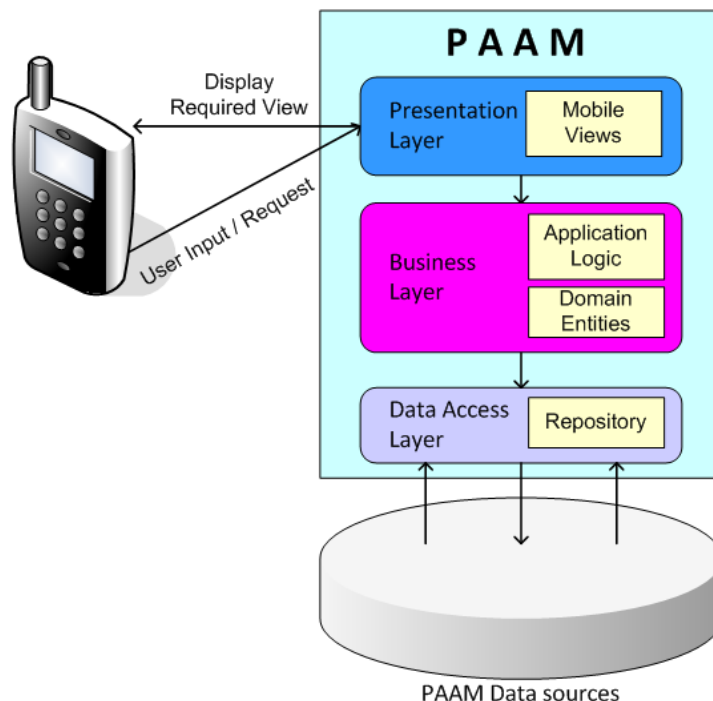 P A A M
Display
Required View
User Input / Request
Presentation
Layer
Mobile
Views
Business
Layer
Application
Logic
Domain
Entities
Data Access
Layer
Repository
PAAM Data sources